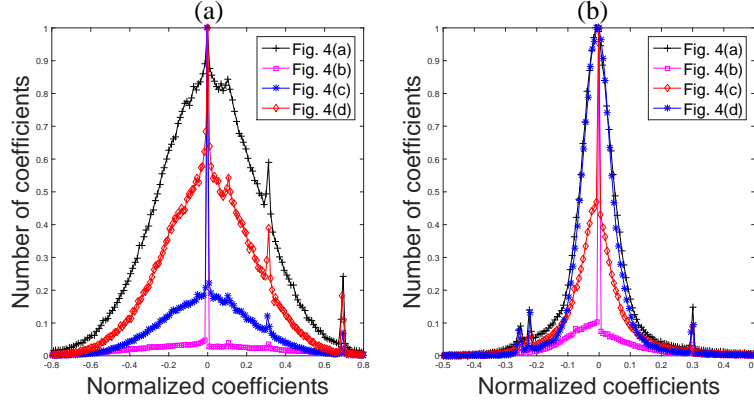 (a)
(b)
Number of coefficients
1
0.9
0.8
0.7
0.6
0.5
0.4
0.3
0.2
0.1
0
-0.8
-0.6
-0.4
-0.2
0
0.2
0.4
0.6
0.8
Normalized coefficients
Fig. 4(a)
Fig. 4(b)
Fig. 4(c)
Fig. 4(d)
Number of coefficients
1
0.9
0.8
0.7
0.6
0.5
0.4
0.3
0.2
0.1
0
-0.5
-0.4
-0.3
-0.2
-0.1
0
0.1
0.2
0.3
0.4
Normalized coefficients
Fig. 4(a)
Fig. 4(b)
Fig. 4(c)
Fig. 4(d)